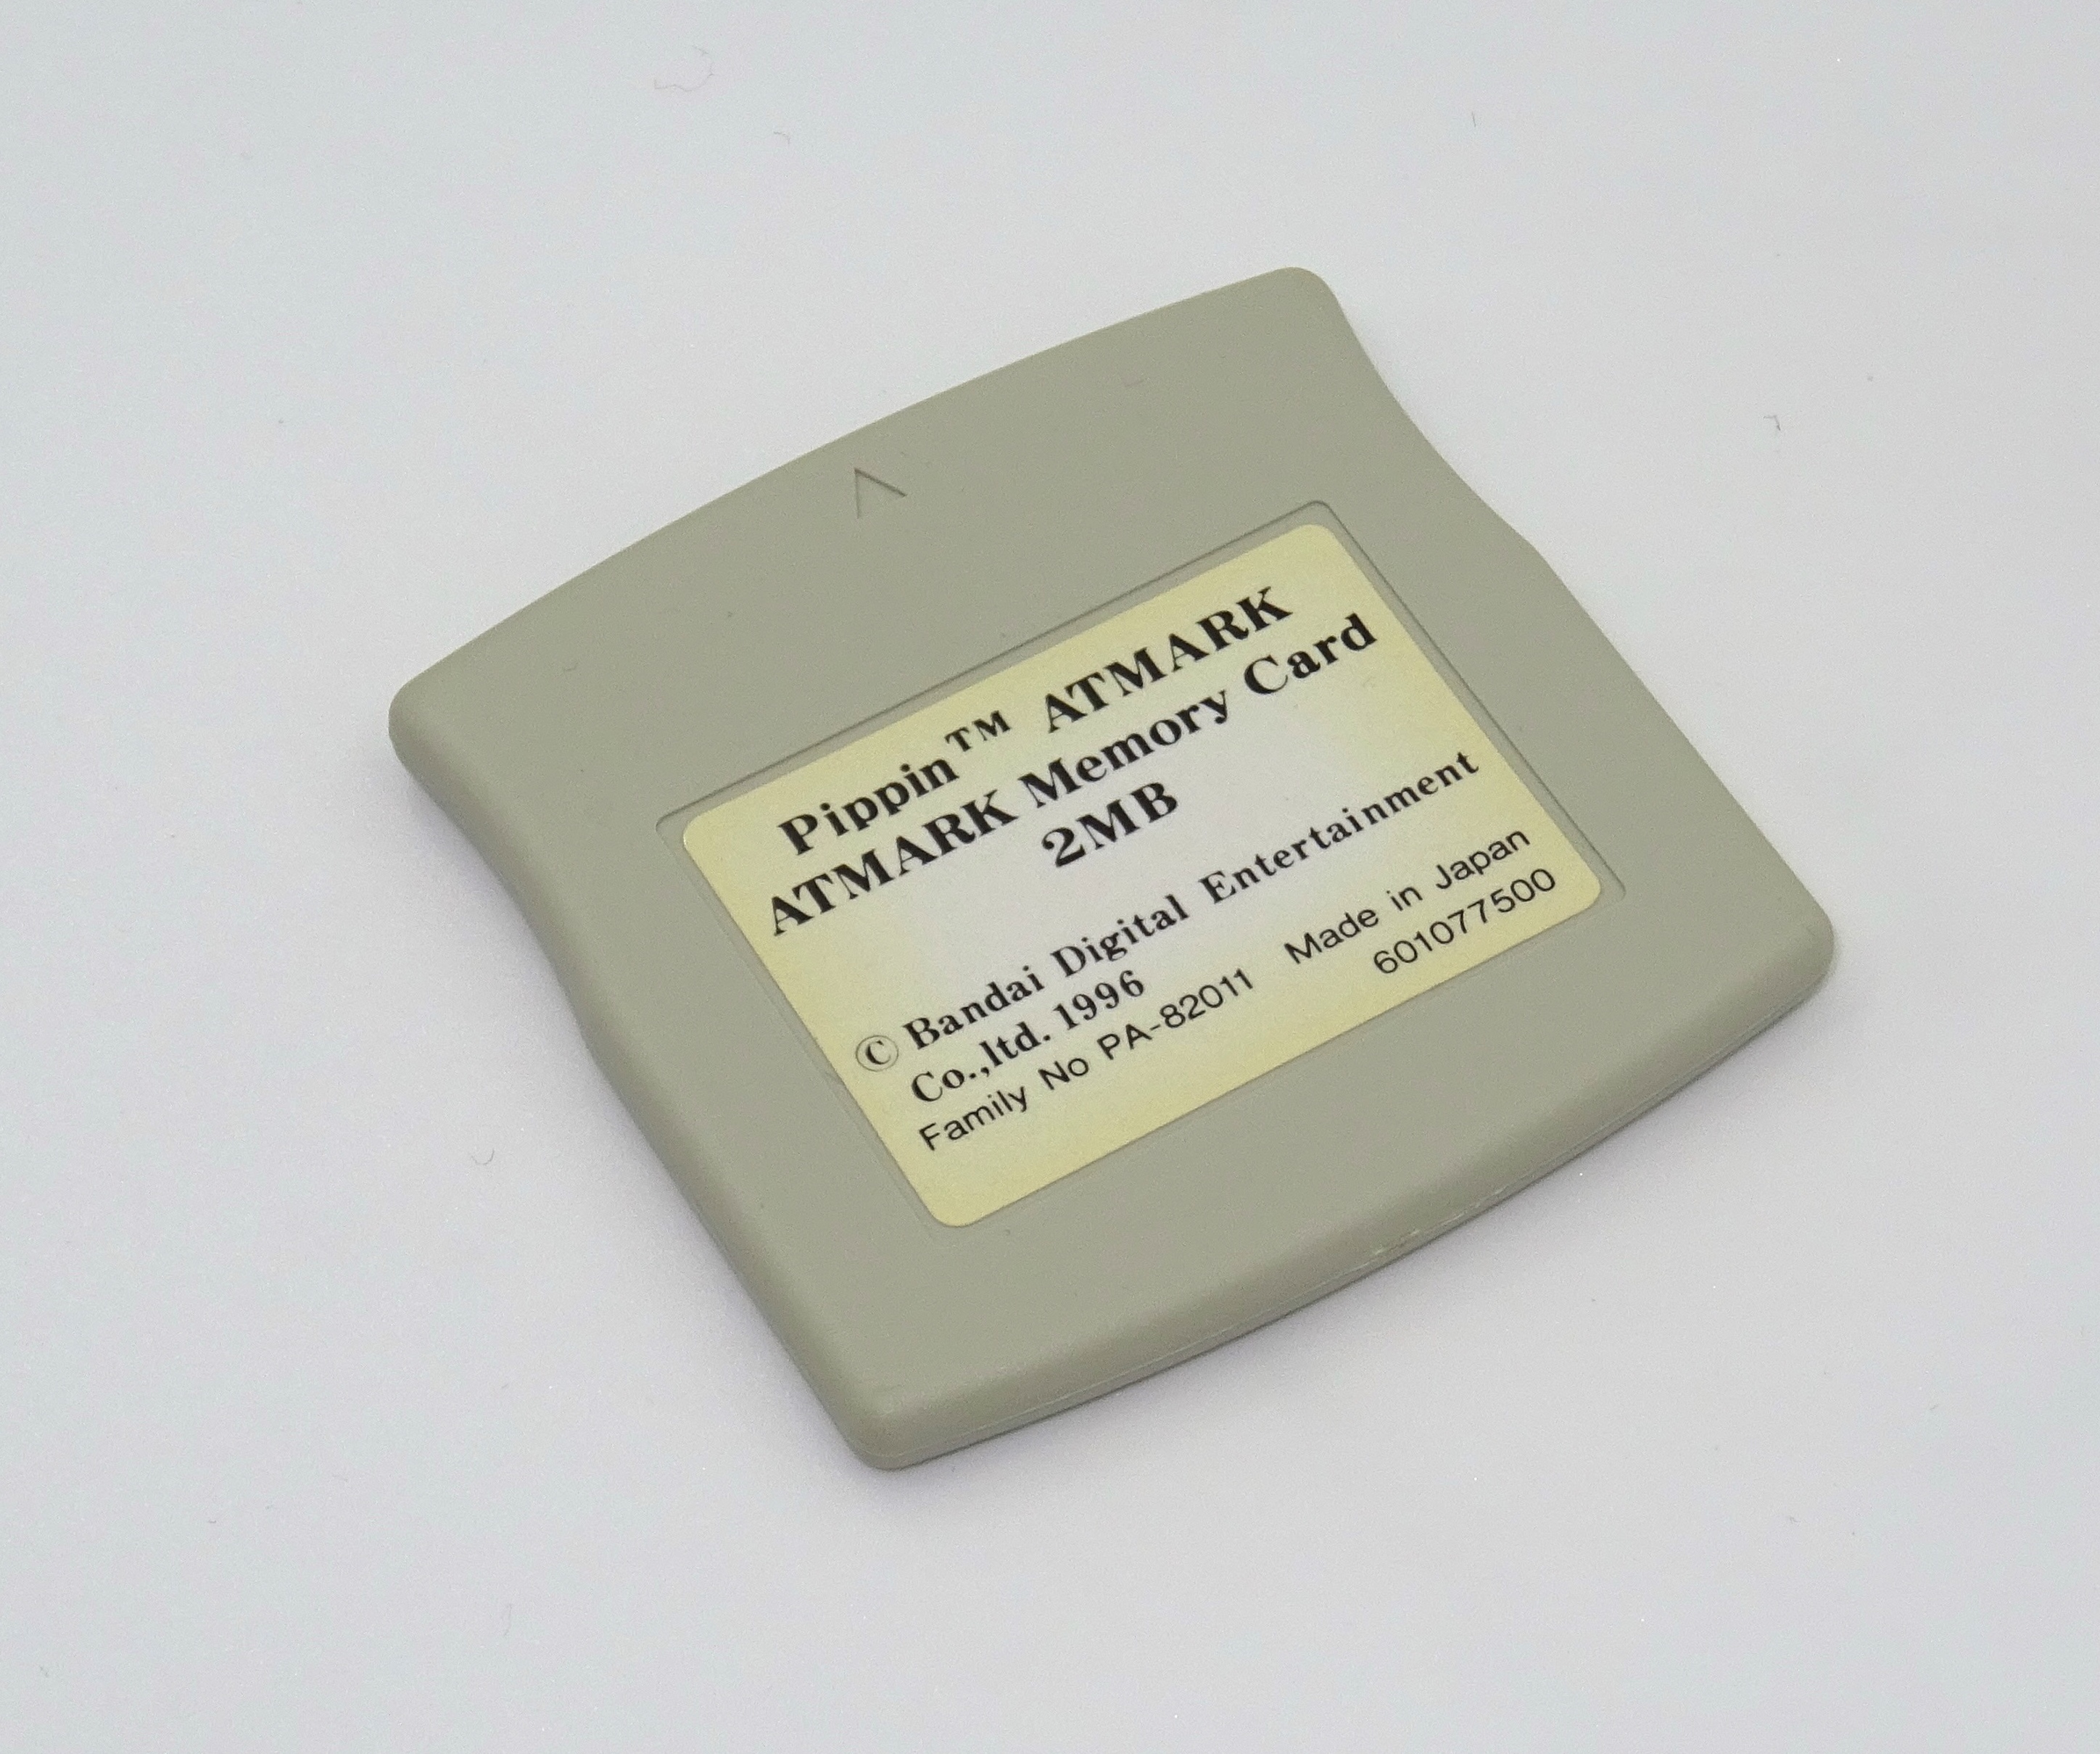 Pippin™ ATMARK
ATMARK Memory Card
2MB
© Bandai Digital Entertainment
Co.,ltd. 1996
Family No PA-82011 Made in Japan
601077500